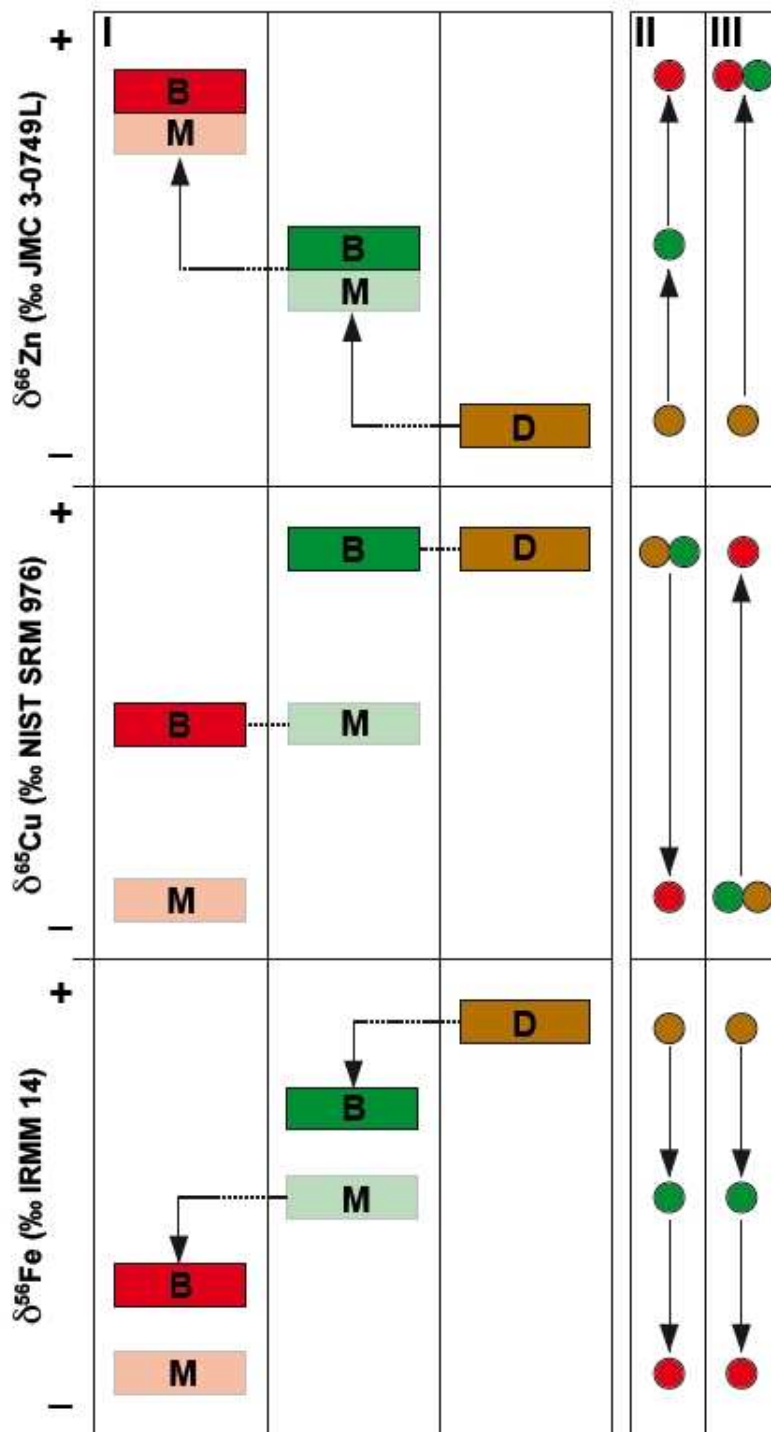 +
I
II
III
B
M
B
M
D
–
δ⁶⁶Zn (‰ JMC 3-0749L)
+
B
D
B
M
M
–
δ⁶⁵Cu (‰ NIST SRM 976)
+
D
B
M
B
M
–
δ⁵⁶Fe (‰ IRMM 14)